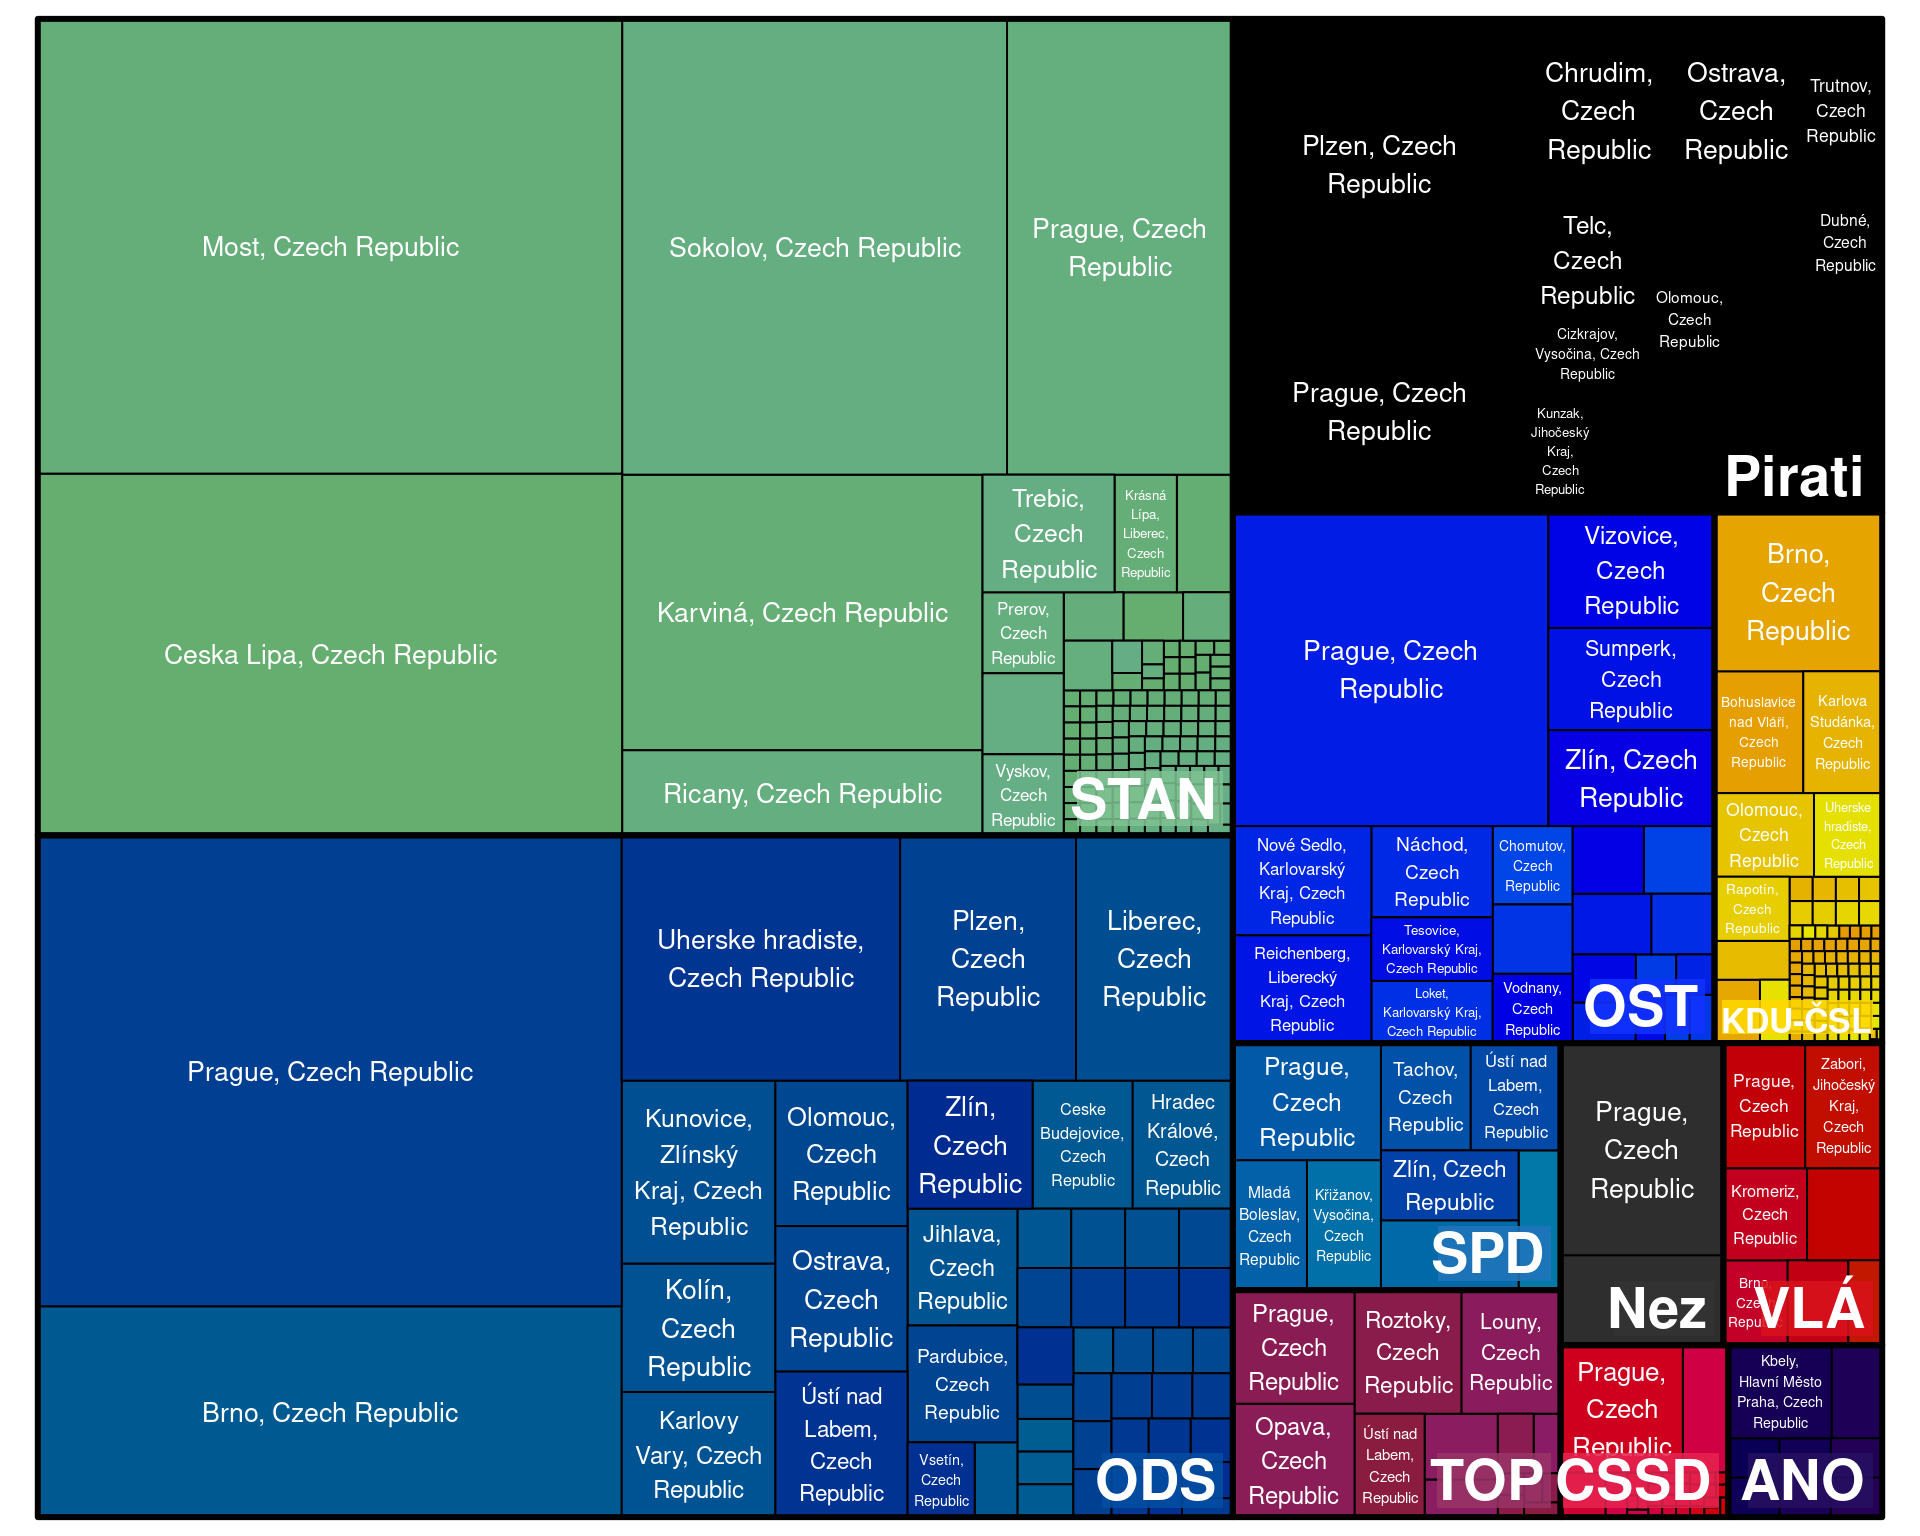 Most, Czech Republic
Sokolov, Czech Republic
Prague, Czech
Republic
Ceska Lipa, Czech Republic
Karviná, Czech Republic
Ricany, Czech Republic
Trebic,
Czech
Republic
Krásná
Lípa,
Liberec,
Czech
Republic
Prerov,
Czech
Republic
Vyskov,
Czech
Republic
STAN
Plzen, Czech
Republic
Prague, Czech
Republic
Chrudim,
Czech
Republic
Ostrava,
Czech
Republic
Trutnov,
Czech
Republic
Telc,
Czech
Republic
Olomouc,
Czech
Republic
Dubné,
Czech
Republic
Cizkrajov,
Vysočina, Czech
Republic
Kunzak,
Jihočeský
Kraj,
Czech
Republic
Pirati
Prague, Czech
Republic
Vizovice,
Czech
Republic
Sumperk,
Czech
Republic
Zlín, Czech
Republic
Nové Sedlo,
Karlovarský
Kraj, Czech
Republic
Reichenberg,
Liberecký
Kraj, Czech
Republic
Náchod,
Czech
Republic
Tesovice,
Karlovarský Kraj,
Czech Republic
Loket,
Karlovarský Kraj,
Czech Republic
Chomutov,
Czech
Republic
Vodnany,
Czech
Republic
OST
Brno,
Czech
Republic
Bohuslavice
nad Vláří,
Czech
Republic
Karlova
Studánka,
Czech
Republic
Olomouc,
Czech
Republic
Uherske
hradiste,
Czech
Republic
Rapotín,
Czech
Republic
KDU-ČSL
Prague, Czech Republic
Brno, Czech Republic
Uherske hradiste,
Czech Republic
Plzen,
Czech
Republic
Liberec,
Czech
Republic
Kunovice,
Zlínský
Kraj, Czech
Republic
Kolín,
Czech
Republic
Karlovy
Vary, Czech
Republic
Olomouc,
Czech
Republic
Ostrava,
Czech
Republic
Ústí nad
Labem,
Czech
Republic
Zlín,
Czech
Republic
Ceske
Budejovice,
Czech
Republic
Hradec
Králové,
Czech
Republic
Jihlava,
Czech
Republic
Pardubice,
Czech
Republic
Vsetín,
Czech
Republic
ODS
Prague,
Czech
Republic
Tachov,
Czech
Republic
Ústí nad
Labem,
Czech
Republic
Mladá
Boleslav,
Czech
Republic
Křižanov,
Vysočina,
Czech
Republic
Zlín, Czech
Republic
SPD
Prague,
Czech
Republic
Nez
Prague,
Czech
Republic
Zabori,
Jihočeský
Kraj,
Czech
Republic
Kromeriz,
Czech
Republic
Brno,
VLÁ
Prague,
Czech
Republic
Roztoky,
Czech
Republic
Louny,
Czech
Republic
Opava,
Czech
Republic
Ústí nad
Labem,
Czech
Republic
TOP
Prague,
Czech
Republic
CSSD
Kbely,
Hlavní Město
Praha, Czech
Republic
ANO